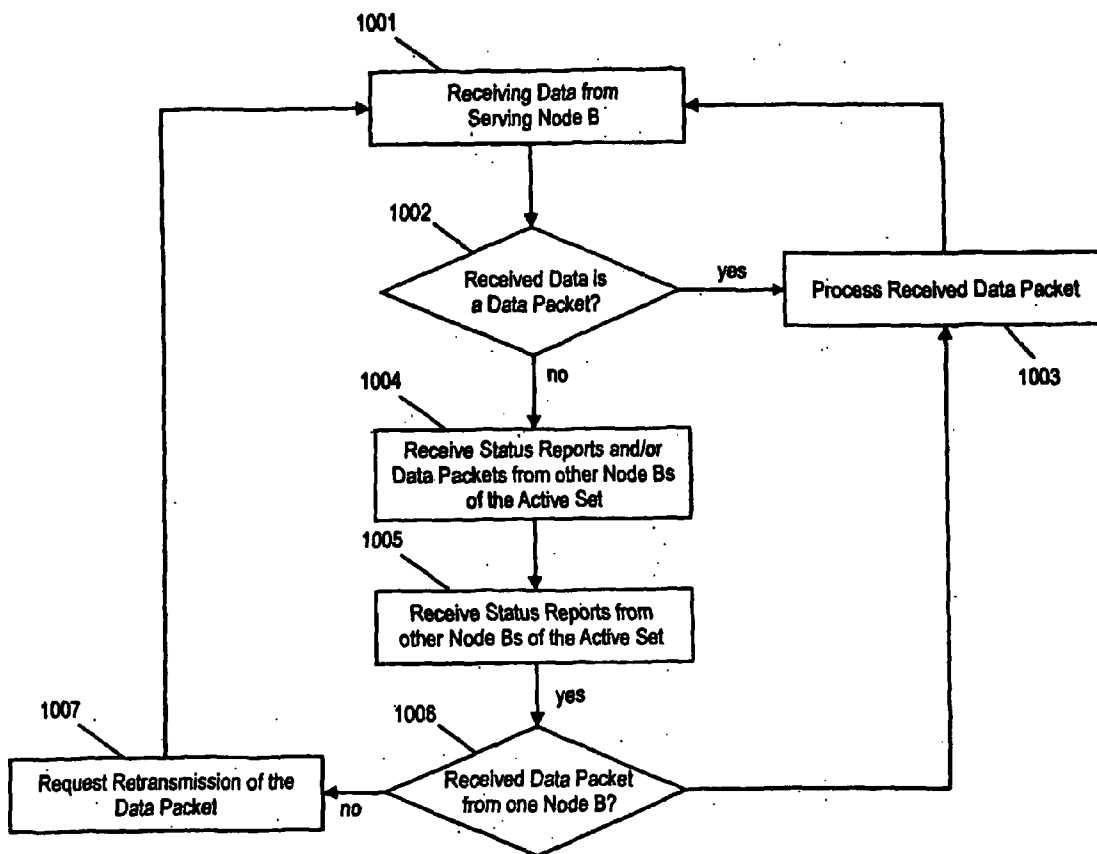 1001
Receiving Data from
Serving Node B
1002
Received Data is
a Data Packet?
yes
Process Received Data Packet
1003
no
1004
Receive Status Reports and/or
Data Packets from other Node Bs
of the Active Set
1005
Receive Status Reports from
other Node Bs of the Active Set
yes
1006
Received Data Packet
from one Node B?
no
1007
Request Retransmission of the
Data Packet